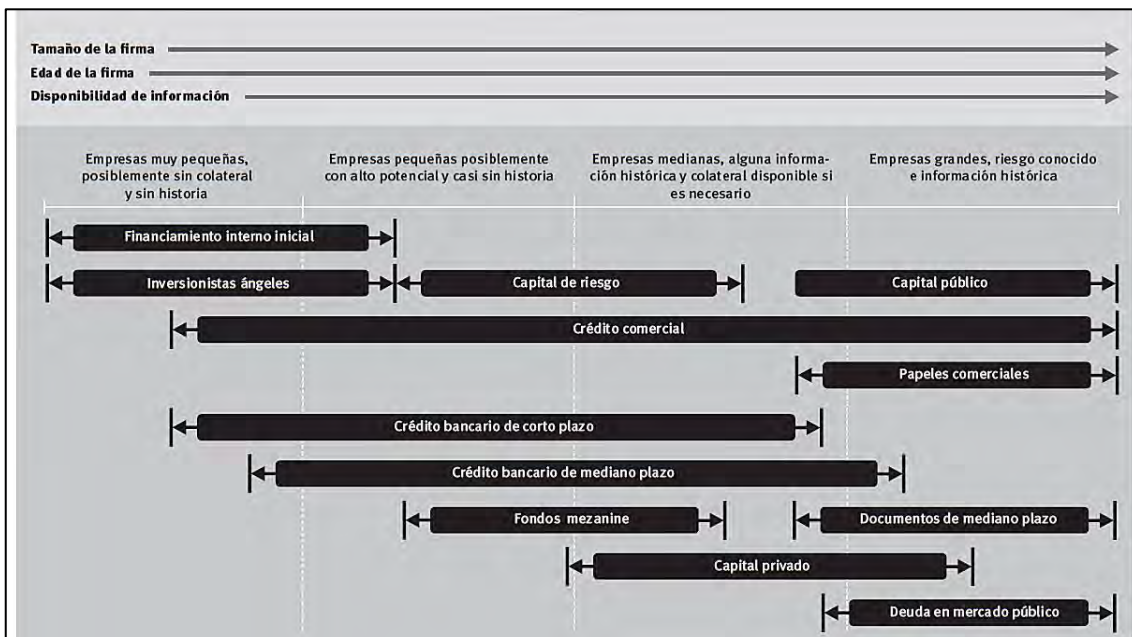 Tamaño de la firma
Edad de la firma
Disponibilidad de información
Empresas muy pequeñas,
posiblemente sin colateral
y sin historia
Empresas pequeñas posiblemente
con alto potencial y casi sin historia
Empresas medianas, alguna informa-
ción histórica y colateral disponible si
es necesario
Empresas grandes, riesgo conocido
e información histórica
Financiamiento interno inicial
Inversionistas ángeles
Capital de riesgo
Capital público
Crédito comercial
Papeles comerciales
Crédito bancario de corto plazo
Crédito bancario de mediano plazo
Fondos mezanine
Documentos de mediano plazo
Capital privado
Deuda en mercado público